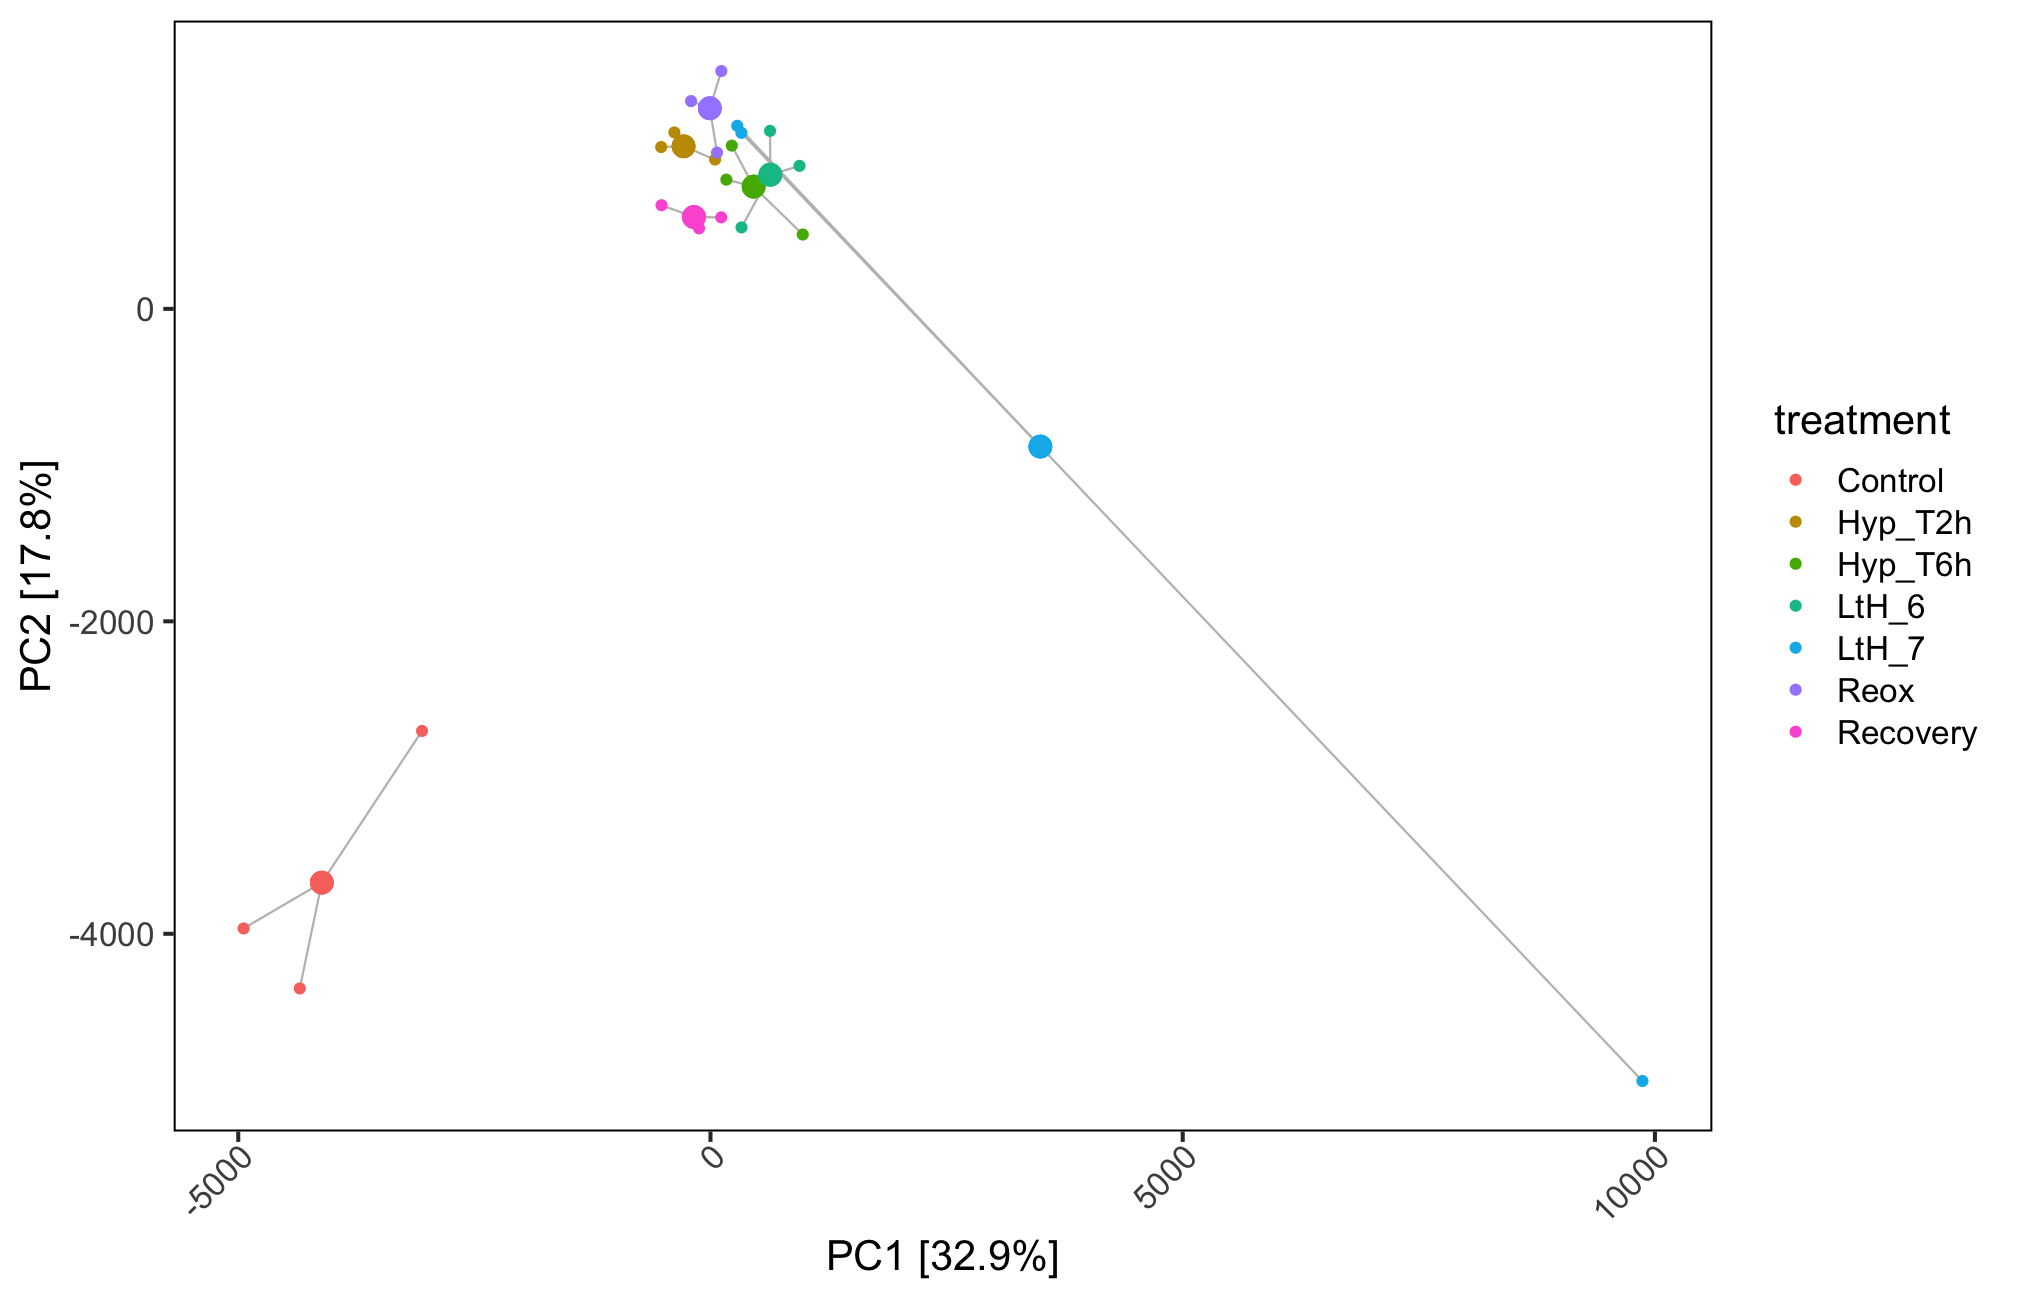 PC2 [17.8%]
0
-2000
-4000
-5000
0
5000
10000
PC1 [32.9%]
treatment
Control
Hyp_T2h
Hyp_T6h
LtH_6
LtH_7
Reox
Recovery